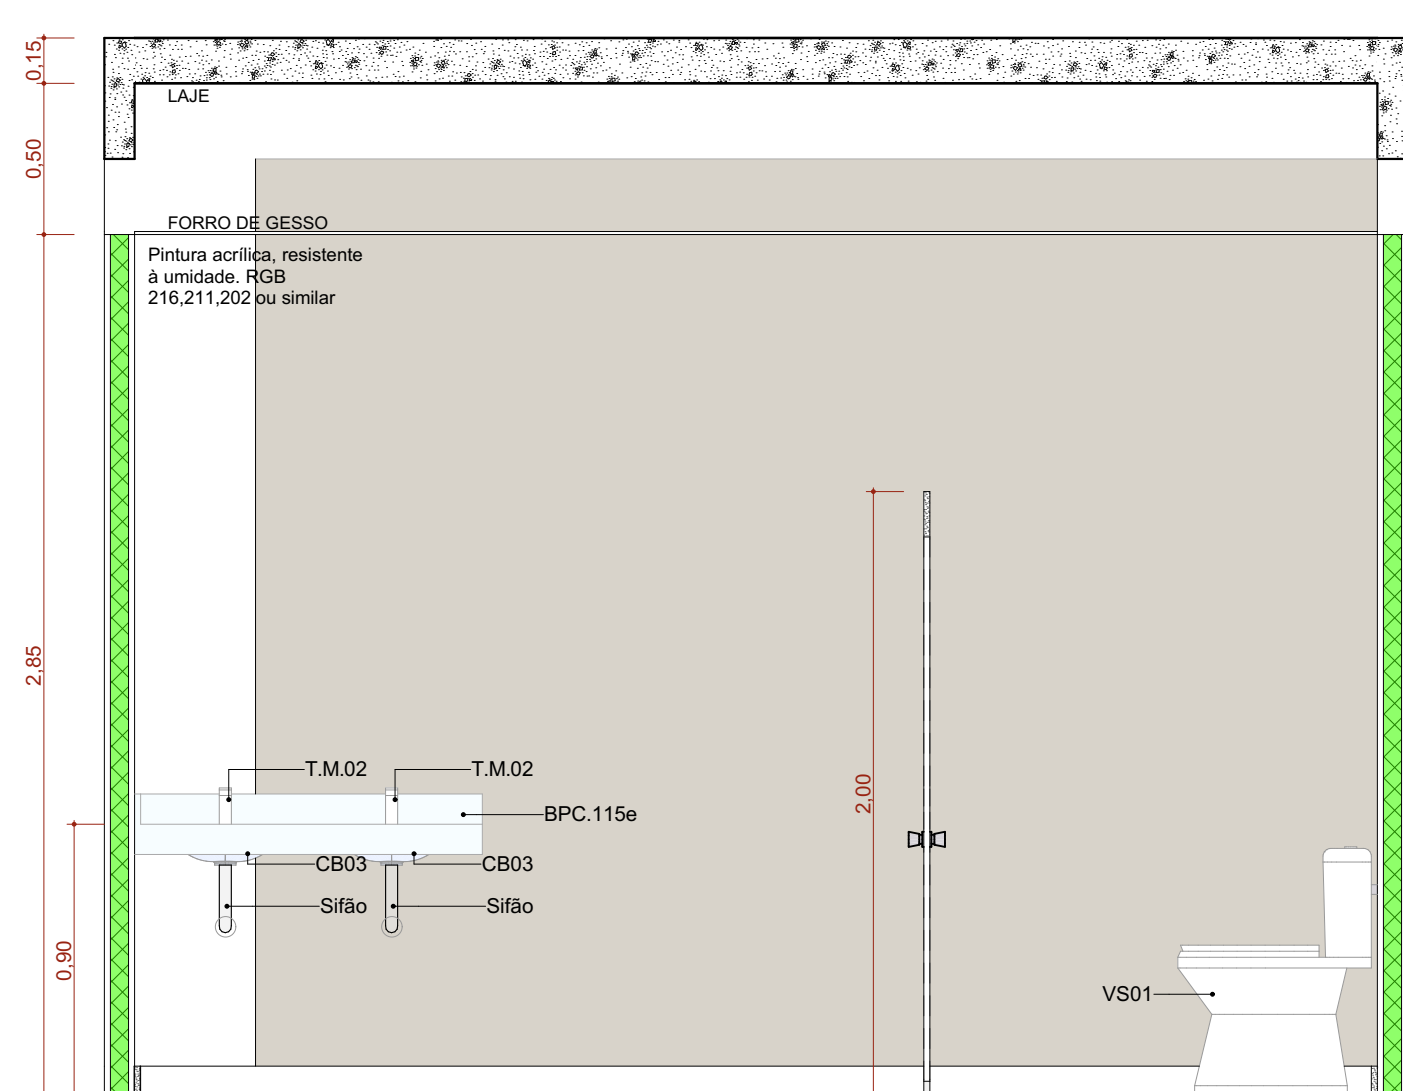 0,15
LAJE
0,50
FORRO DE GESSO
Pintura acrílica, resistente
à umidade. RGB
216,211,202 ou similar
2,85
T.M.02
T.M.02
2,00
BPC.115e
CB03
CB03
Sifão
Sifão
0,90
VS01